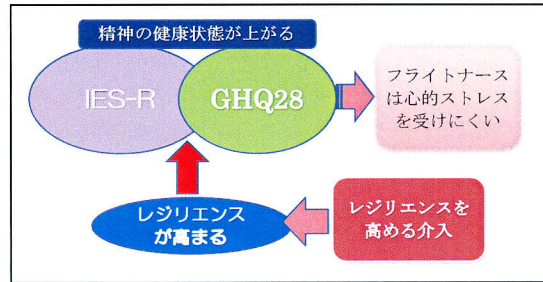 精神の健康状態が上がる
IES-R
GHQ28
フライトナース
は心的ストレス
を受けにくい
レジリエンス
が高まる
レジリエンスを
高める介入